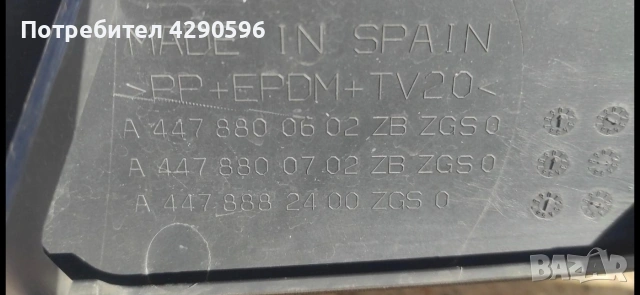 Потребител 4290596
MADE IN SPAIN
>PP+EPDM+TV20<
A 447 880 06 02 ZB ZGS 0
A 447 880 07 02 ZB ZGS 0
A 447 888 24 00 ZGS 0
BAZAR